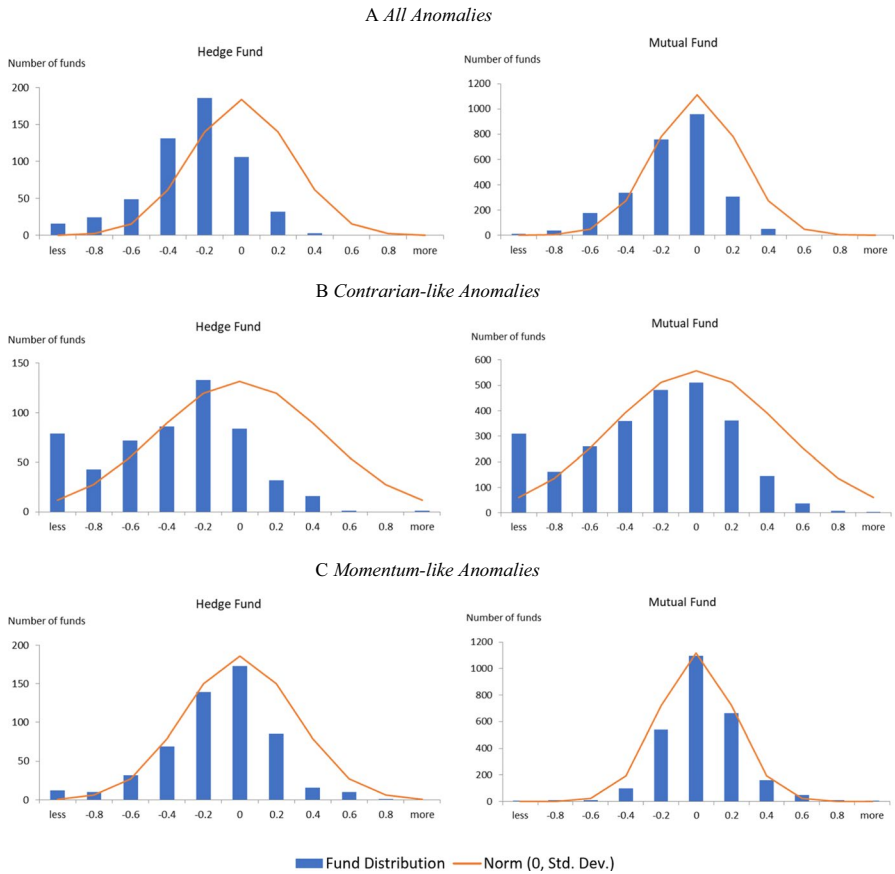 A All Anomalies
Hedge Fund
Number of funds
200
150
100
50
0
less -0.8 -0.6 -0.4 -0.2 0 0.2 0.4 0.6 0.8 more
Mutual Fund
Number of funds
1200
1000
800
600
400
200
0
less -0.8 -0.6 -0.4 -0.2 0 0.2 0.4 0.6 0.8 more
B Contrarian-like Anomalies
Hedge Fund
Number of funds
150
100
50
0
less -0.8 -0.6 -0.4 -0.2 0 0.2 0.4 0.6 0.8 more
Mutual Fund
Number of funds
600
500
400
300
200
100
0
less -0.8 -0.6 -0.4 -0.2 0 0.2 0.4 0.6 0.8 more
C Momentum-like Anomalies
Hedge Fund
Number of funds
200
150
100
50
0
less -0.8 -0.6 -0.4 -0.2 0 0.2 0.4 0.6 0.8 more
Mutual Fund
Number of funds
1200
1000
800
600
400
200
0
less -0.8 -0.6 -0.4 -0.2 0 0.2 0.4 0.6 0.8 more
Fund Distribution Norm (0, Std. Dev.)